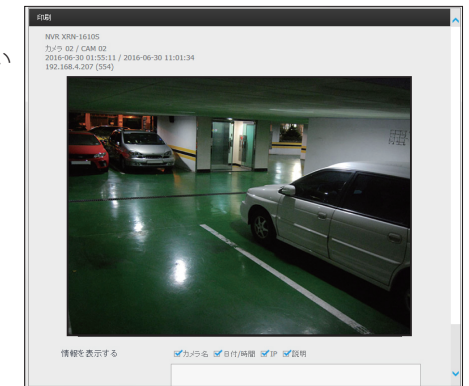 い
印刷
NVR XRN-1610S
カメラ 02 / CAM 02
2016-06-30 01:55:11 / 2016-06-30 11:01:34
192.168.4.207 (554)
情報を表示する
カメラ名 日付/時間 IP 説明